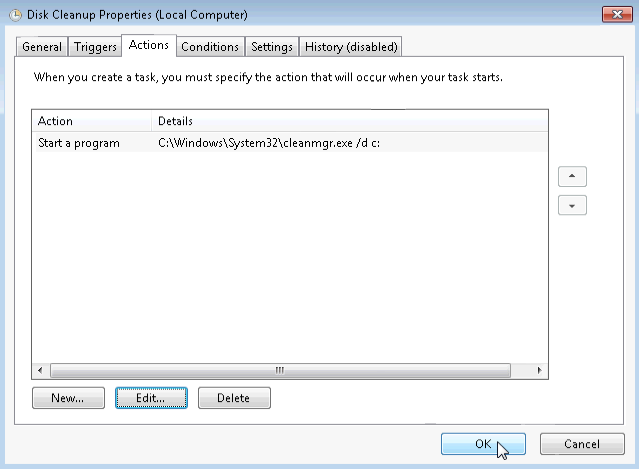 Disk Cleanup Properties (Local Computer)
General Triggers Actions Conditions Settings History (disabled)
When you create a task, you must specify the action that will occur when your task starts.
Action Details
Start a program C:\Windows\System32\cleanmgr.exe /d c:
New... Edit... Delete
OK Cancel